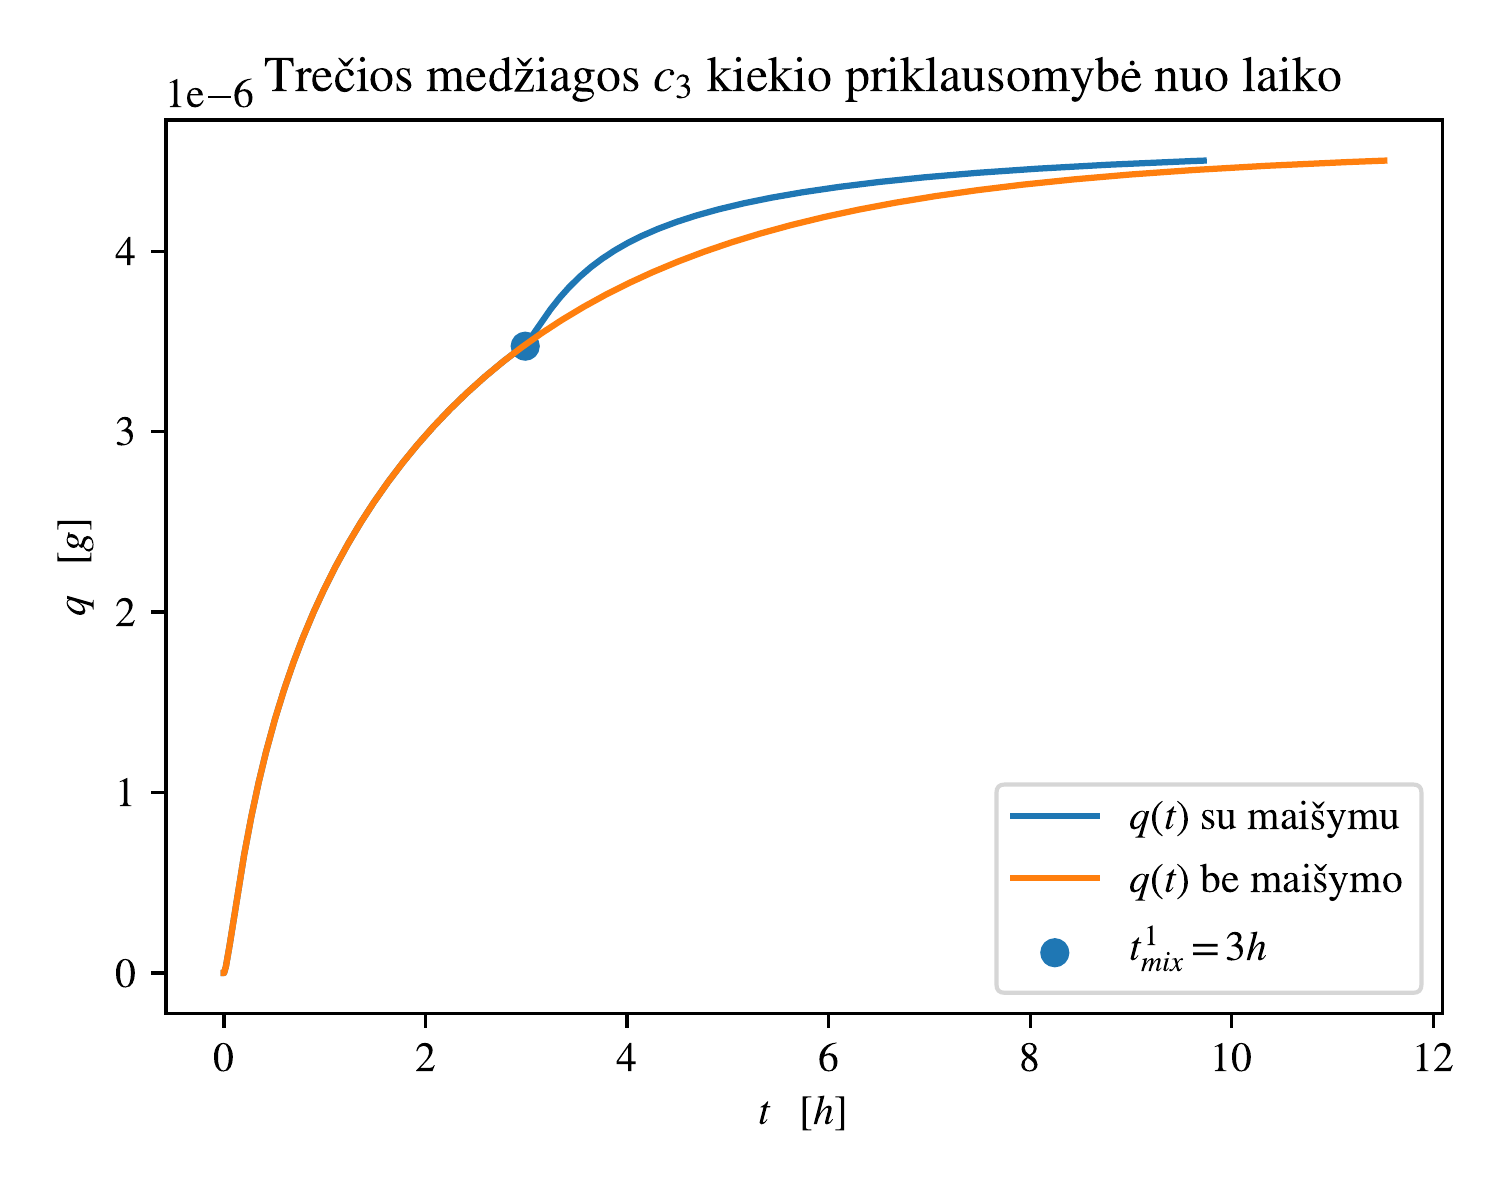 Trečios medžiagos c₃ kiekio priklausomybė nuo laiko
1e−6
4
3
2
1
0
q [g]
0 2 4 6 8 10 12
t [h]
q(t) su maišymu
q(t) be maišymo
t¹ₘᵢₓ = 3h